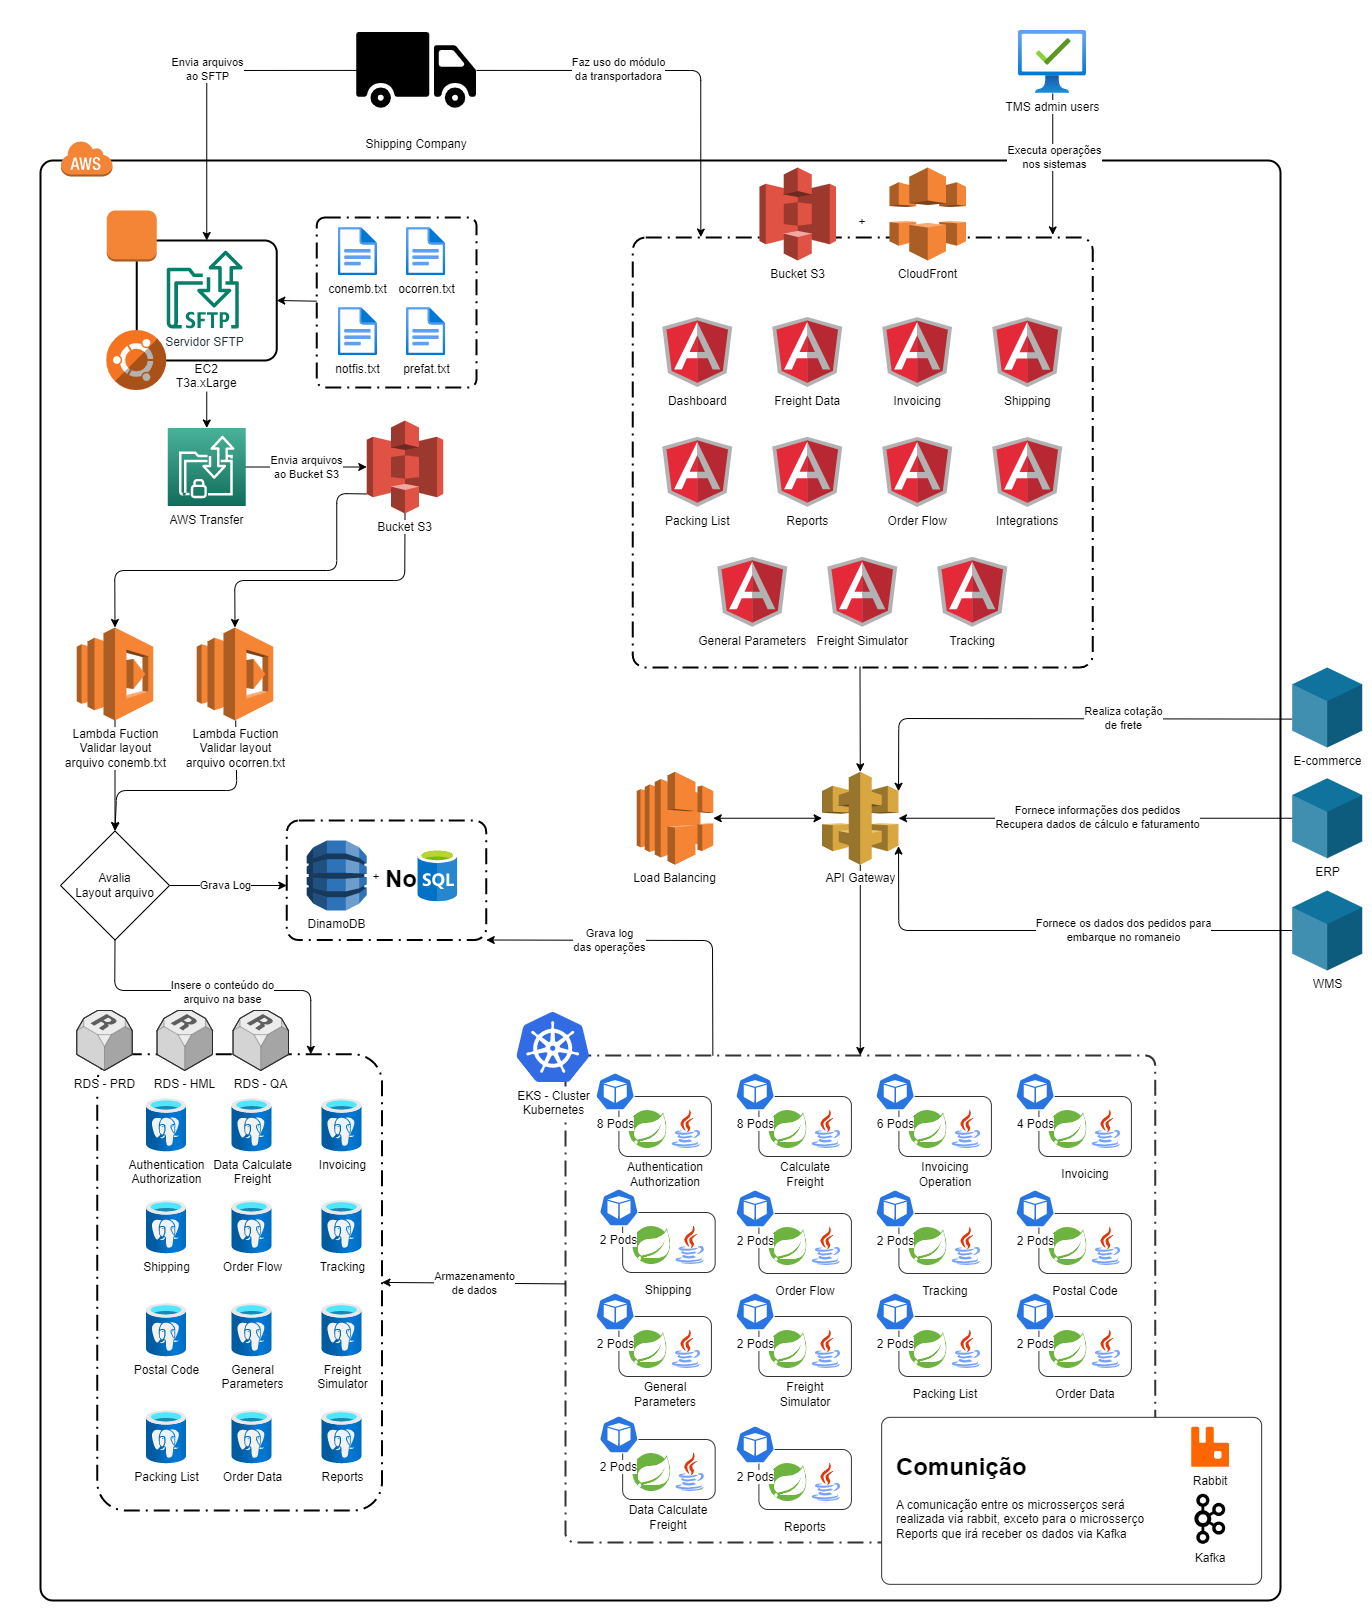 Envia arquivos
ao SFTP
Shipping Company
Faz uso do módulo
da transportadora
TMS admin users
Executa operações
nos sistemas
AWS
SFTP
Servidor SFTP
EC2
T3a.xLarge
conemb.txt
ocorren.txt
notfis.txt
prefat.txt
AWS Transfer
Envia arquivos
ao Bucket S3
Bucket S3
Bucket S3
+
CloudFront
Dashboard
Freight Data
Invoicing
Shipping
Packing List
Reports
Order Flow
Integrations
General Parameters
Freight Simulator
Tracking
Lambda Fuction
Validar layout
arquivo conemb.txt
Lambda Fuction
Validar layout
arquivo ocorren.txt
Avalia
Layout arquivo
Grava Log
DinamoDB
+
No
SQL
Load Balancing
API Gateway
Realiza cotação
de frete
E-commerce
Fornece informações dos pedidos
Recupera dados de cálculo e faturamento
ERP
Fornece os dados dos pedidos para
embarque no romaneio
WMS
Grava log
das operações
Insere o conteúdo do
arquivo na base
R
R
R
RDS - PRD
RDS - HML
RDS - QA
Authentication
Authorization
Data Calculate
Freight
Invoicing
Shipping
Order Flow
Tracking
Postal Code
General
Parameters
Freight
Simulator
Packing List
Order Data
Reports
Armazenamento
de dados
EKS - Cluster
Kubernetes
8 Pods
Authentication
Authorization
8 Pods
Calculate
Freight
6 Pods
Invoicing
Operation
4 Pods
Invoicing
2 Pods
Shipping
2 Pods
Order Flow
2 Pods
Tracking
2 Pods
Postal Code
2 Pods
General
Parameters
2 Pods
Freight
Simulator
2 Pods
Packing List
2 Pods
Order Data
2 Pods
Data Calculate
Freight
2 Pods
Reports
Comunição
A comunicação entre os microsserços será
realizada via rabbit, exceto para o microsserço
Reports que irá receber os dados via Kafka
Rabbit
Kafka